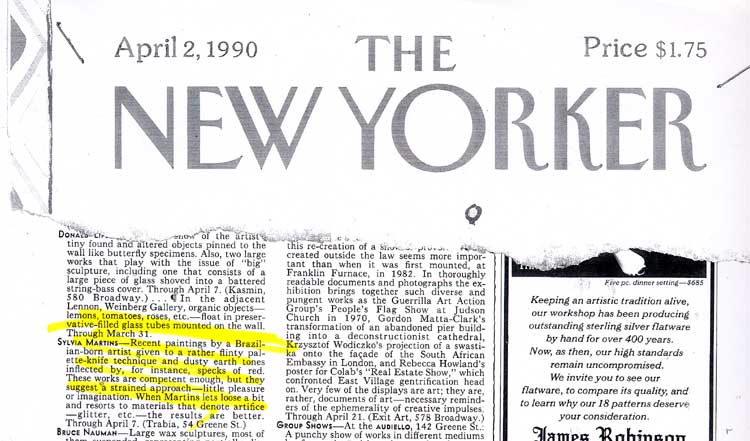 April 2, 1990
THE
Price $1.75
NEW YORKER
of the artist's
tiny found and altered objects pinned to the
wall like butterfly specimens. Also, two large
works that play with the issue of "big"
sculpture, including one that consists of a
large piece of glass shoved into a battered
string-bass cover. Through April 7. (Kasmin,
580 Broadway.) . . . ¶ In the adjacent
Lennon, Weinberg Gallery, organic objects—
lemons, tomatoes, roses, etc.—float in preser-
vative-filled glass tubes mounted on the wall.
Through March 31.
SYLVIA MARTINS—Recent paintings by a Brazil-
ian-born artist given to a rather flinty pal-
ette-knife technique and dusty earth tones
inflected by, for instance, specks of red.
These works are competent enough, but they
suggest a strained approach—little pleasure
or imagination. When Martins lets loose a bit
and resorts to materials that denote artifice
—glitter, etc.—the results are better.
Through April 7. (Trabia, 54 Greene St.)
BRUCE NAUMAN—Large wax sculptures, most of
this re-creation of a
created outside the law seems more impor-
tant than when it was first mounted, at
Franklin Furnace, in 1982. In thoroughly
readable documents and photographs the ex-
hibition brings together such diverse and
pungent works as the Guerrilla Art Action
Group's People's Flag Show at Judson
Church in 1970, Gordon Matta-Clark's
transformation of an abandoned pier build-
ing into a deconstructionist cathedral,
Krzysztof Wodiczko's projection of a swasti-
ka onto the façade of the South African
Embassy in London, and Rebecca Howland's
poster for Colab's "Real Estate Show," which
confronted East Village gentrification head
on. Very few of the displays are art; they are,
rather, documents of art—necessary remind-
ers of the ephemerality of creative impulses.
Through April 21. (Exit Art, 578 Broadway.)
GROUP SHOWS—At the AUDIELLO, 142 Greene St.:
A punchy show of works in different mediums
Five pc. dinner setting—$685
Keeping an artistic tradition alive,
our workshop has been producing
outstanding sterling silver flatware
by hand for over 400 years.
Now, as then, our high standards
remain uncompromised.
We invite you to see our
flatware, to compare its quality, and
to learn why our 18 patterns deserve
your consideration.
James Robinson